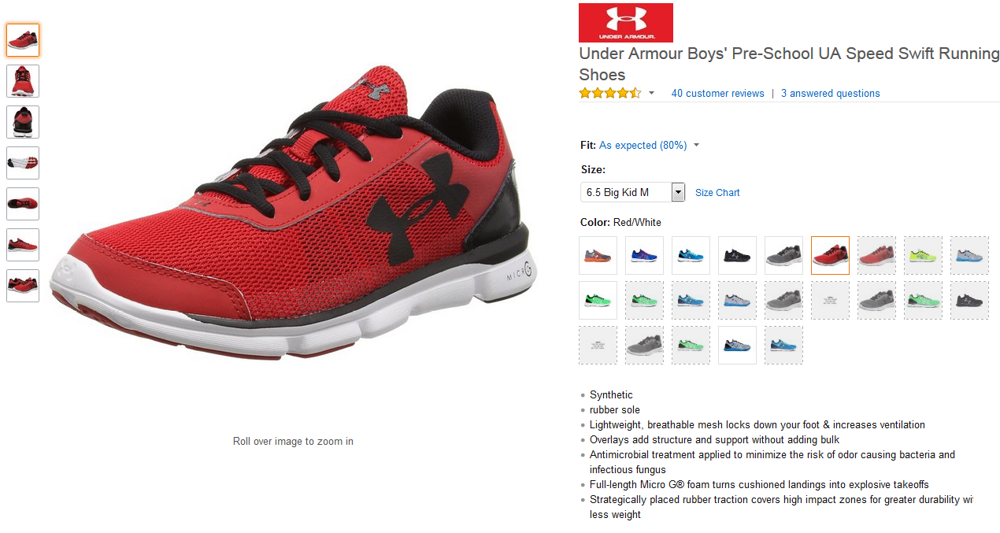 UNDER ARMOUR.
Under Armour Boys' Pre-School UA Speed Swift Running
Shoes
40 customer reviews | 3 answered questions
Fit: As expected (80%)
Size:
6.5 Big Kid M
Size Chart
Color: Red/White
MICRO G
Synthetic
rubber sole
Lightweight, breathable mesh locks down your foot & increases ventilation
Overlays add structure and support without adding bulk
Antimicrobial treatment applied to minimize the risk of odor causing bacteria and
infectious fungus
Full-length Micro G® foam turns cushioned landings into explosive takeoffs
Strategically placed rubber traction covers high impact zones for greater durability wi
less weight
Roll over image to zoom in